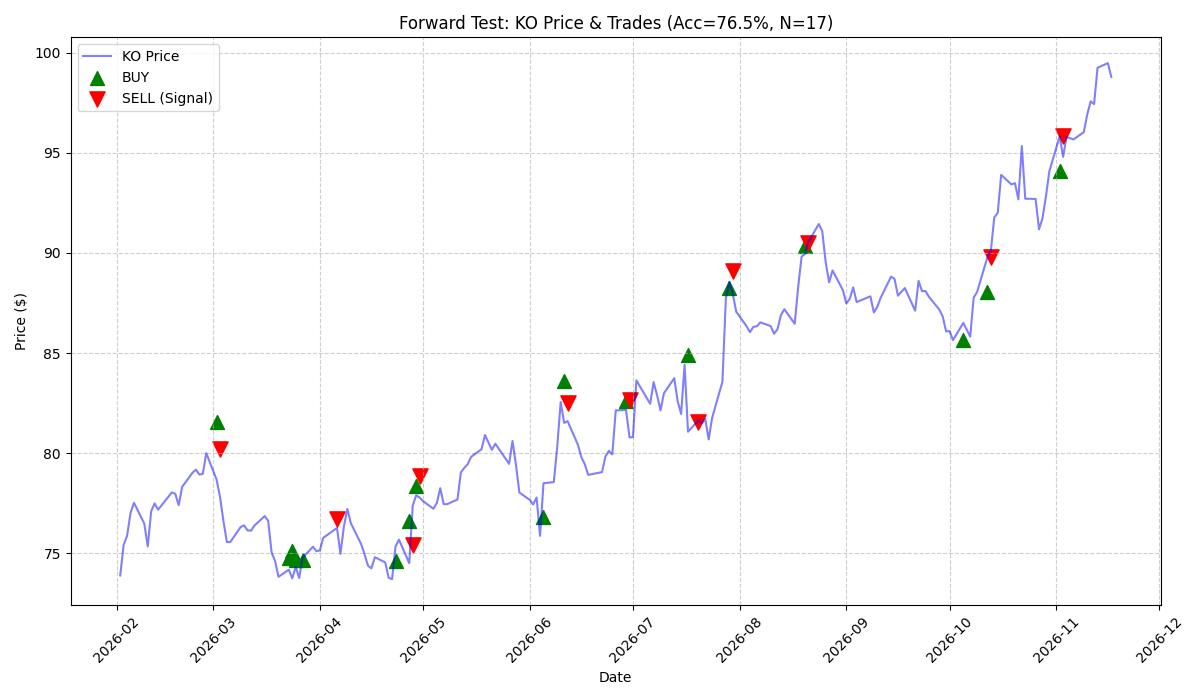 Forward Test: KO Price & Trades (Acc=76.5%, N=17)
KO Price
BUY
SELL (Signal)
100
95
90
85
80
75
Price ($)
2026-02
2026-03
2026-04
2026-05
2026-06
2026-07
2026-08
2026-09
2026-10
2026-11
2026-12
Date